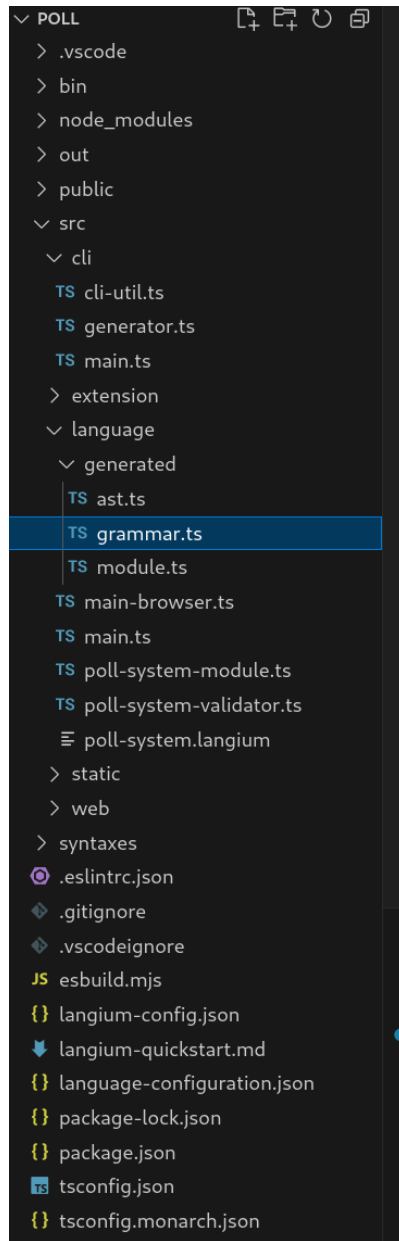 POLL
.vscode
bin
node_modules
out
public
src
cli
TS cli-util.ts
TS generator.ts
TS main.ts
extension
language
generated
TS ast.ts
TS grammar.ts
TS module.ts
TS main-browser.ts
TS main.ts
TS poll-system-module.ts
TS poll-system-validator.ts
poll-system.langium
static
web
syntaxes
.eslintrc.json
.gitignore
.vscodeignore
JS esbuild.mjs
{} langium-config.json
langium-quickstart.md
{} language-configuration.json
{} package-lock.json
{} package.json
TS tsconfig.json
{} tsconfig.monarch.json